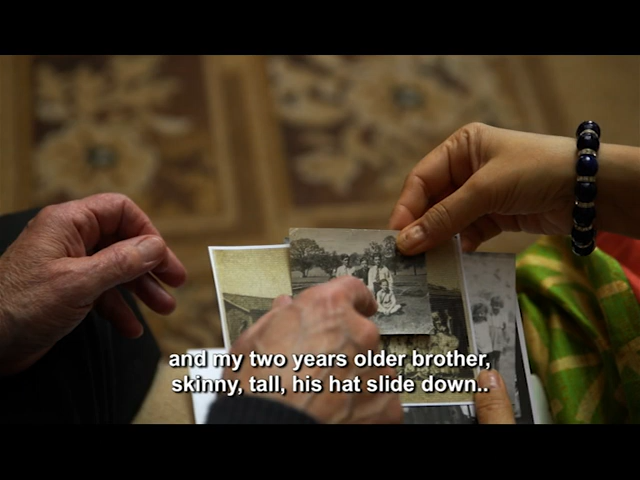 and my two years older brother,
skinny, tall, his hat slide down..